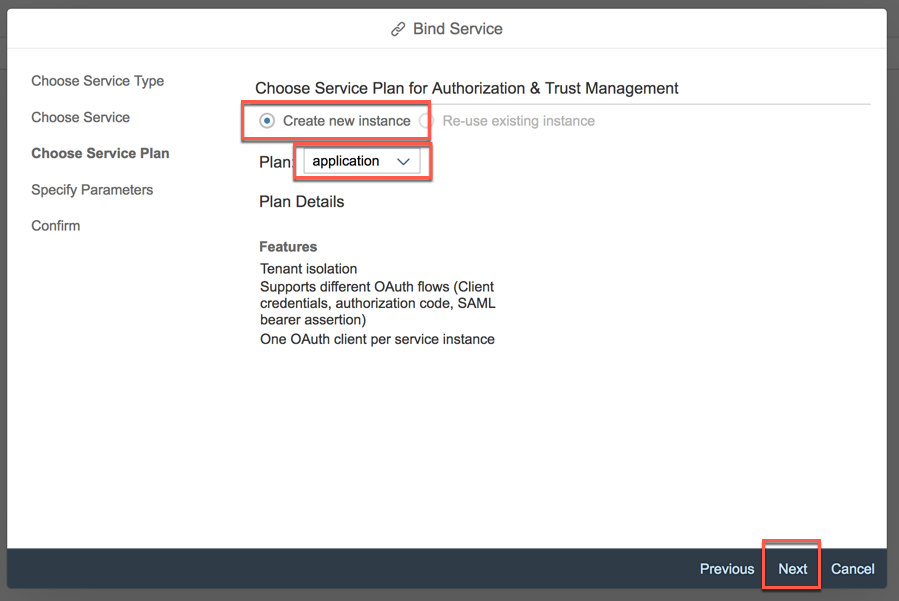 Bind Service
Choose Service Type
Choose Service
Choose Service Plan
Specify Parameters
Confirm
Choose Service Plan for Authorization & Trust Management
Create new instance
Re-use existing instance
Plan:
application
Plan Details
Features
Tenant isolation
Supports different OAuth flows (Client
credentials, authorization code, SAML
bearer assertion)
One OAuth client per service instance
Previous
Next
Cancel